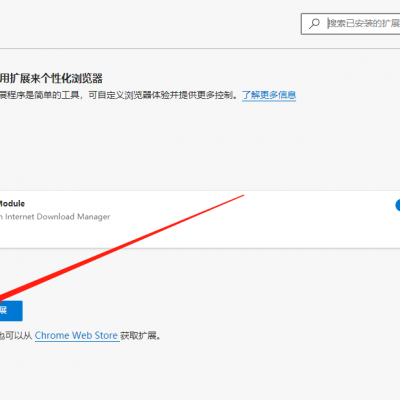 搜索已安装的扩展
用扩展来个性化浏览器
展程序是简单的工具，可自定义浏览器体验并提供更多控制。了解更多信息
Module
n Internet Download Manager
展
也可以从 Chrome Web Store 获取扩展。